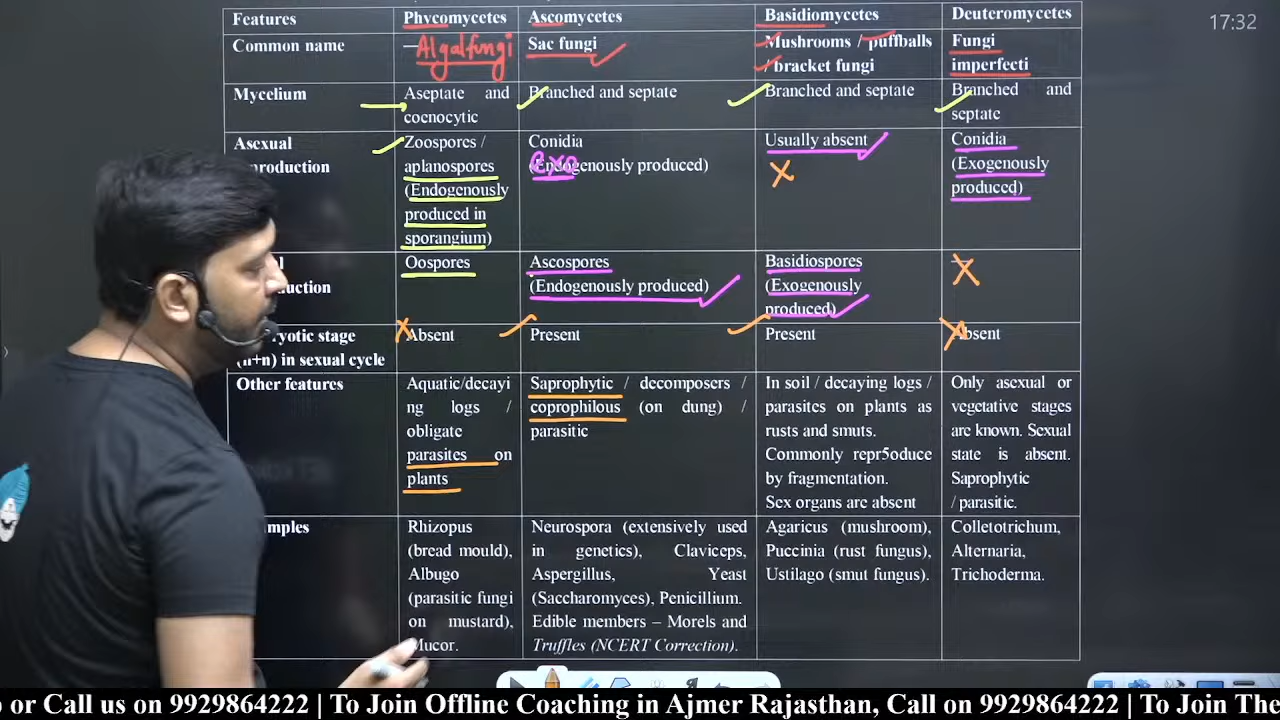 17:32
Features Phycomycetes Ascomycetes Basidiomycetes Deuteromycetes
Common name — Algalfungi Sac fungi Mushrooms / puffballs / bracket fungi Fungi imperfecti
Mycelium Aseptate and coenocytic Branched and septate Branched and septate Branched and septate
Asexual
Zoospores /
aplanospores
(Endogenously
produced in
sporangium)
Conidia
exo
(Endogenously produced)
Usually absent
Conidia
(Exogenously
produced)
Oospores
Ascospores
(Endogenously produced)
Basidiospores
(Exogenously
produced)
stage
(n+n) in sexual cycle
Absent
Present
Present
Absent
Other features
Aquatic/decayi
ng logs /
obligate
parasites on
plants
Saprophytic / decomposers /
coprophilous (on dung) /
parasitic
In soil / decaying logs /
parasites on plants as
rusts and smuts.
Commonly repr5oduce
by fragmentation.
Sex organs are absent
Only asexual or
vegetative stages
are known. Sexual
state is absent.
Saprophytic
/ parasitic.
Rhizopus
(bread mould),
Albugo
(parasitic fungi
on mustard),
Mucor.
Neurospora (extensively used
in genetics), Claviceps,
Aspergillus, Yeast
(Saccharomyces), Penicillium.
Edible members – Morels and
Truffles (NCERT Correction).
Agaricus (mushroom),
Puccinia (rust fungus),
Ustilago (smut fungus).
Colletotrichum,
Alternaria,
Trichoderma.
or Call us on 9929864222 | To Join Offline Coaching in Ajmer Rajasthan, Call on 9929864222 | To Join The